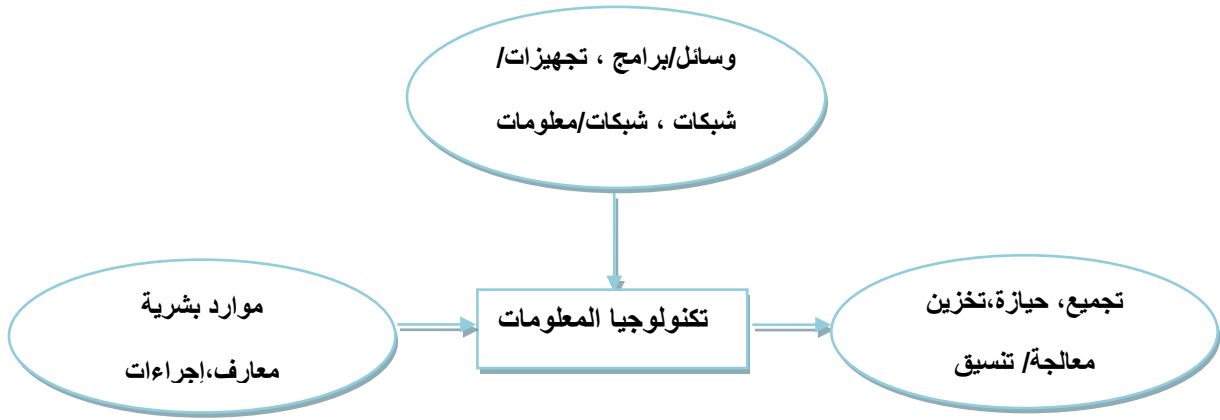 وسائل/برامج ، تجهيزات/
شبكات ، شبكات/معلومات
موارد بشرية
معارف،إجراءات
تكنولوجيا المعلومات
تجميع، حيازة،تخزين
معالجة/ تنسيق